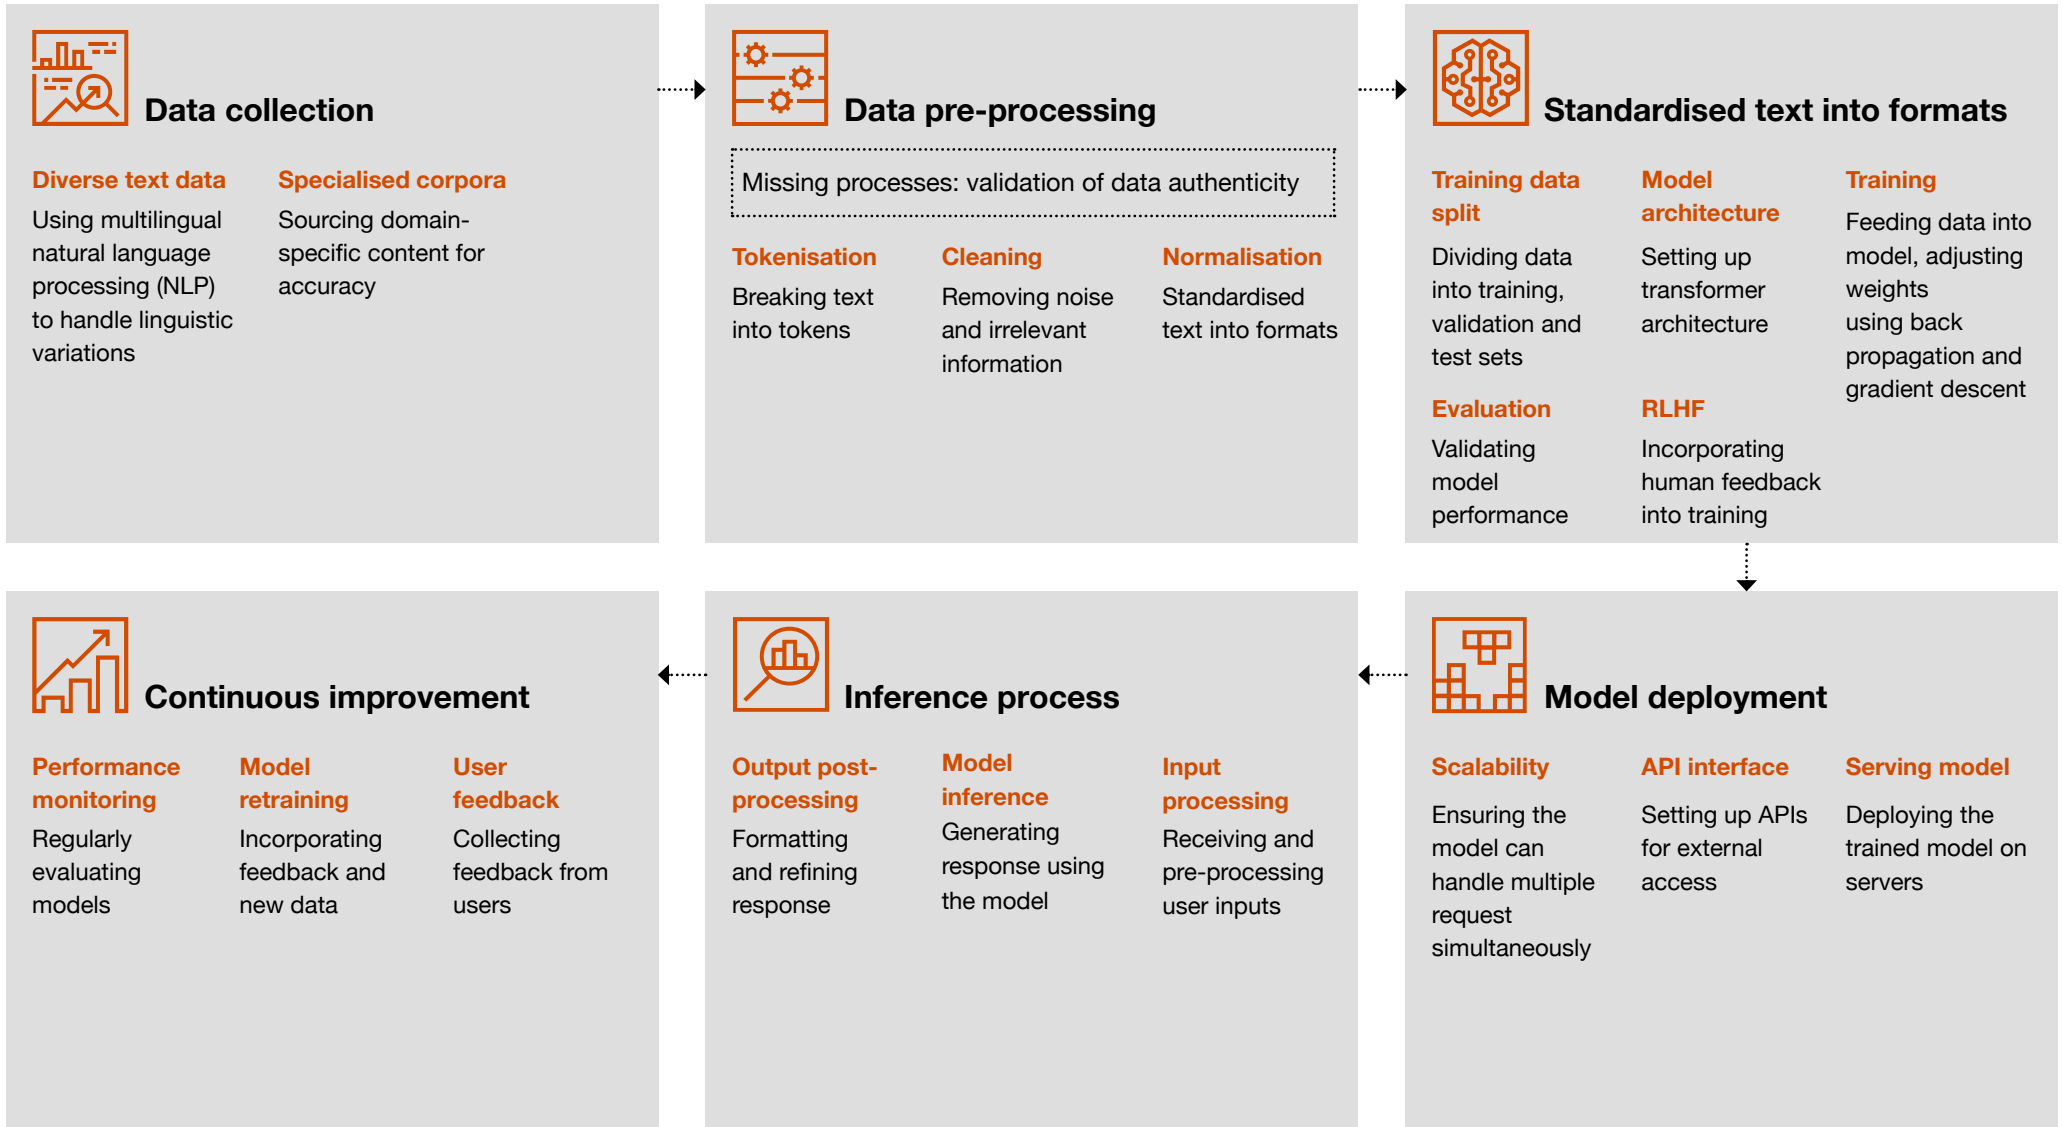 Data collection
Diverse text data
Using multilingual
natural language
processing (NLP)
to handle linguistic
variations
Specialised corpora
Sourcing domain-
specific content for
accuracy
Data pre-processing
Missing processes: validation of data authenticity
Tokenisation
Breaking text
into tokens
Cleaning
Removing noise
and irrelevant
information
Normalisation
Standardised
text into formats
Standardised text into formats
Training data
split
Dividing data
into training,
validation and
test sets
Model
architecture
Setting up
transformer
architecture
Training
Feeding data into
model, adjusting
weights
using back
propagation and
gradient descent
Evaluation
Validating
model
performance
RLHF
Incorporating
human feedback
into training
Continuous improvement
Performance
monitoring
Regularly
evaluating
models
Model
retraining
Incorporating
feedback and
new data
User
feedback
Collecting
feedback from
users
Inference process
Output post-
processing
Formatting
and refining
response
Model
inference
Generating
response using
the model
Input
processing
Receiving and
pre-processing
user inputs
Model deployment
Scalability
Ensuring the
model can
handle multiple
request
simultaneously
API interface
Setting up APIs
for external
access
Serving model
Deploying the
trained model on
servers